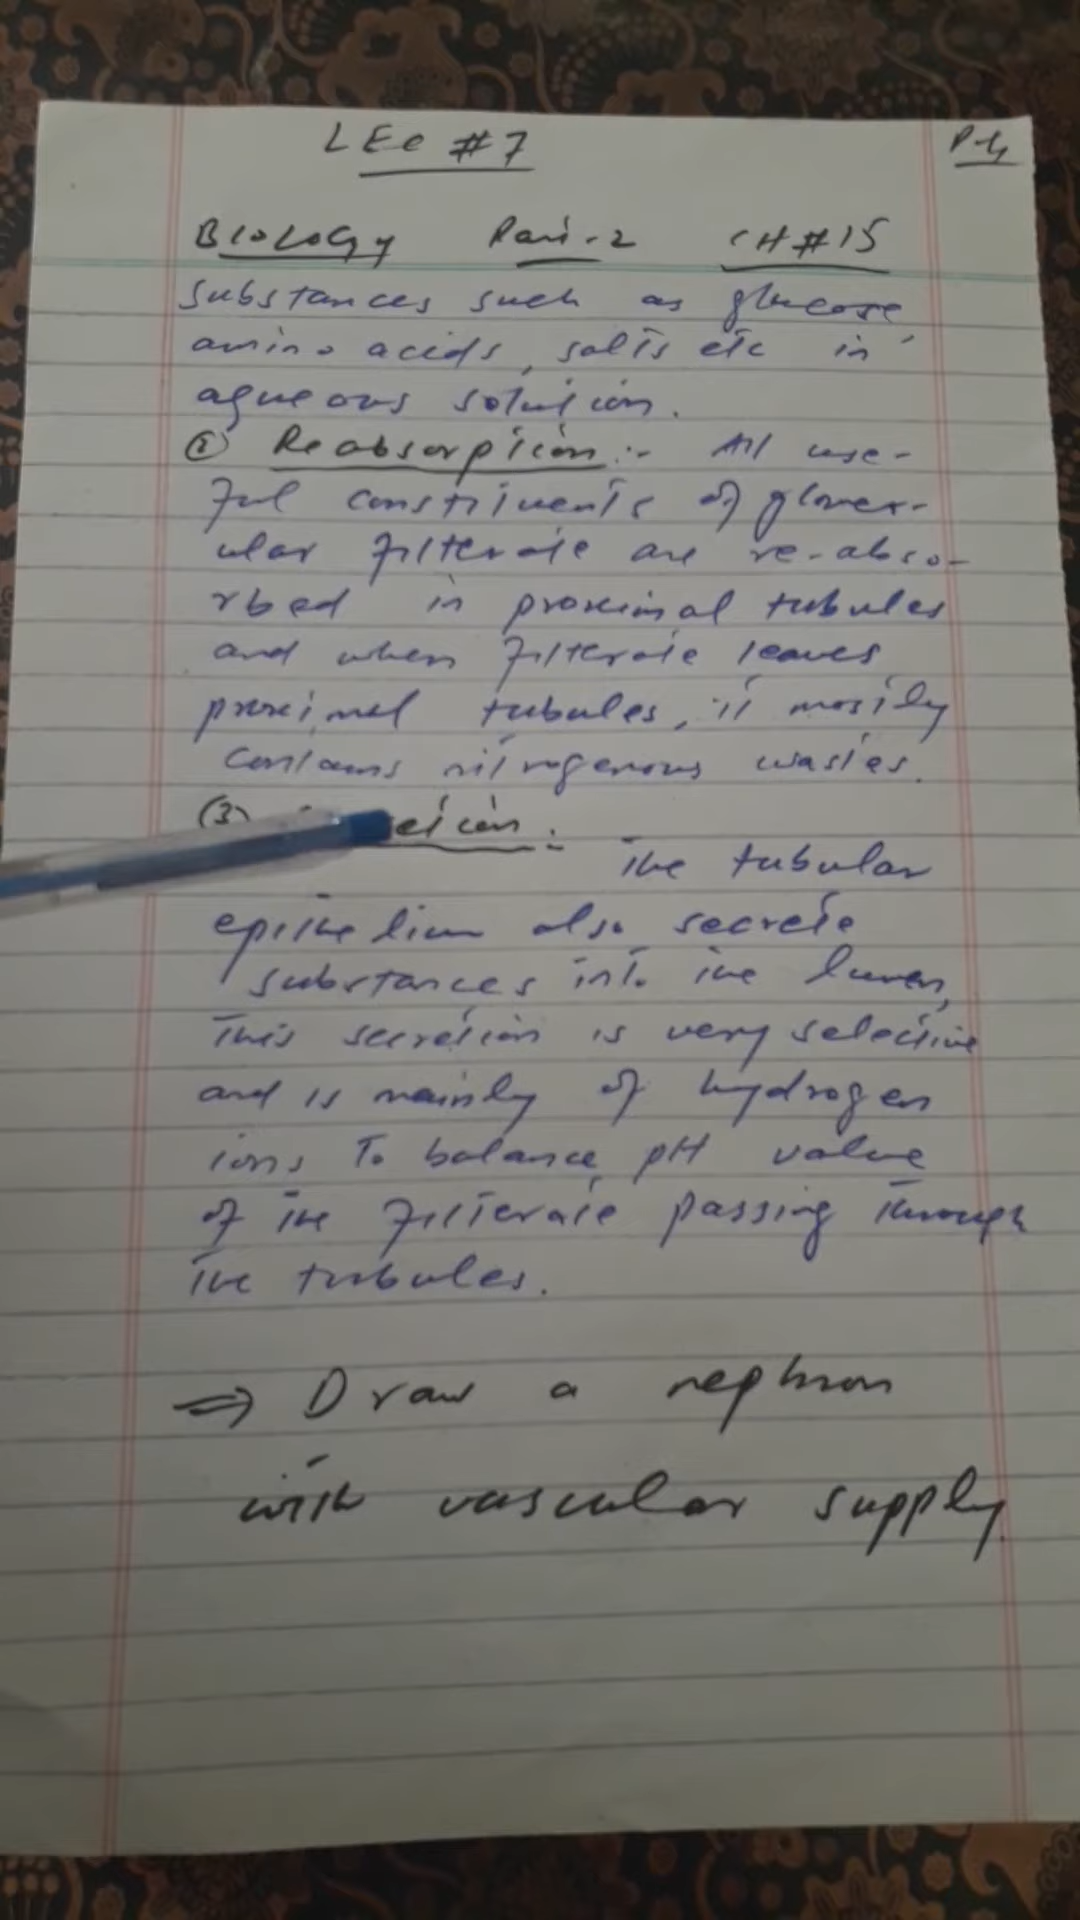 LEc #7
P-4
BIOLOGY Part-2 CH#15
substances such as glucose,
amino acids, salts etc in
aqueous solution.
② Reabsorption:- All use-
ful constituents of glomer-
ular filterate are re-abso-
rbed in proximal tubules
and when filterate leaves
proximal tubules, it mostly
contains nitrogenous wastes.
(3) etion:-
The tubular
epithelium also secrete
substances into the lumen,
This secretion is very selective
and is mainly of hydrogen
ions To balance pH value
of the filterate passing through
the tubules.
⇒ Draw a nephron
with vascular supply.